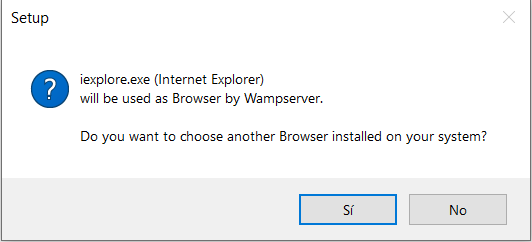 Setup
iexplore.exe (Internet Explorer)
will be used as Browser by Wampserver.
Do you want to choose another Browser installed on your system?
Sí
No